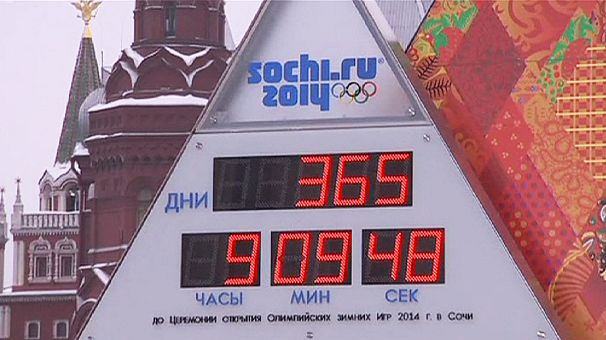 sochi.ru
2014
ДНИ 365
9 09 48
ЧАСЫ МИН СЕК
до Церемонии открытия Олимпийских зимних Игр 2014 г. в Сочи